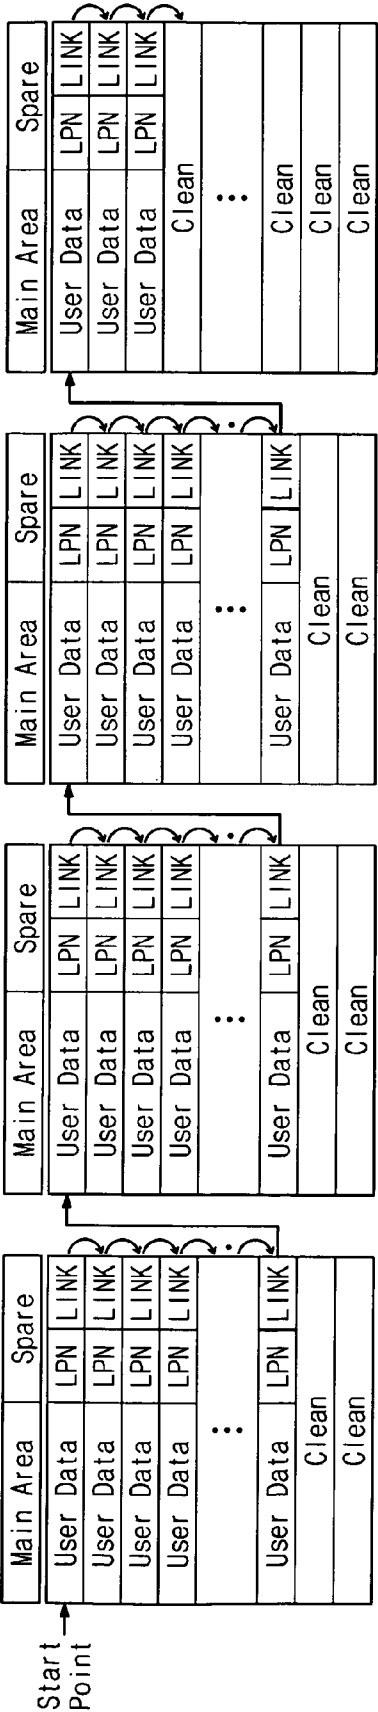 Start
Point
Main Area Spare
User Data LPN LINK
User Data LPN LINK
User Data LPN LINK
User Data LPN LINK
...
User Data LPN LINK
Clean
Clean
Main Area Spare
User Data LPN LINK
User Data LPN LINK
User Data LPN LINK
User Data LPN LINK
...
User Data LPN LINK
Clean
Clean
Main Area Spare
User Data LPN LINK
User Data LPN LINK
User Data LPN LINK
User Data LPN LINK
...
User Data LPN LINK
Clean
Clean
Main Area Spare
User Data LPN LINK
User Data LPN LINK
User Data LPN LINK
Clean
...
Clean
Clean
Clean